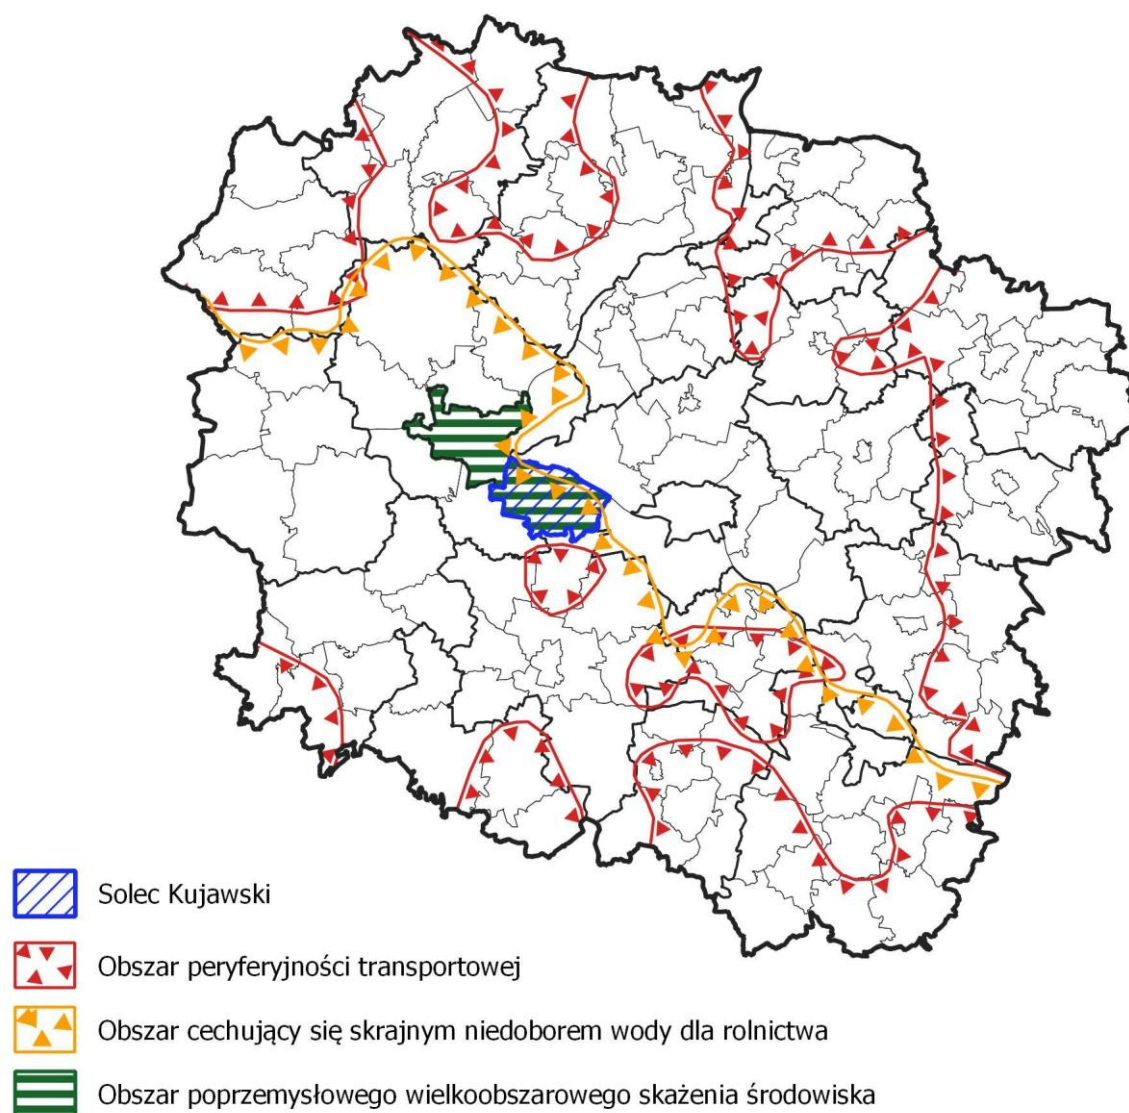 Solec Kujawski
Obszar peryferyjności transportowej
Obszar cechujący się skrajnym niedoborem wody dla rolnictwa
Obszar poprzemysłowego wielkoobszarowego skażenia środowiska